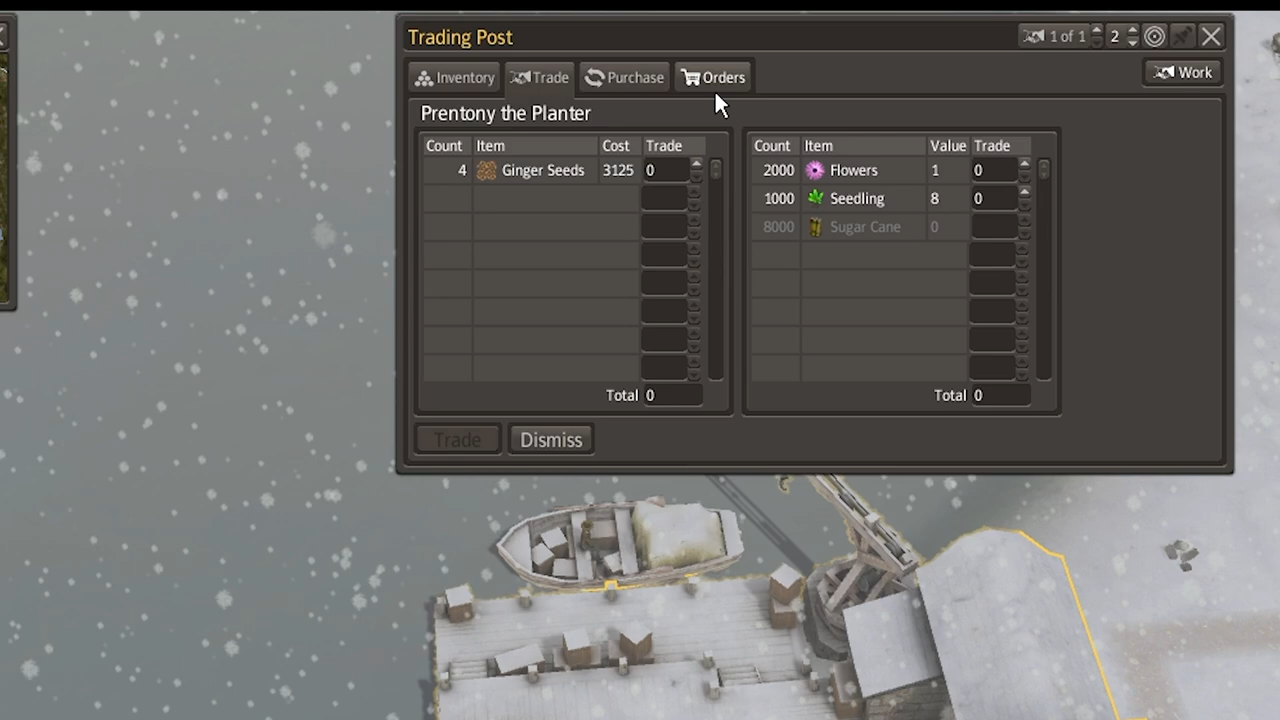 Trading Post 1 of 1 2
Inventory Trade Purchase Orders Work
Prentony the Planter
Count Item Cost Trade Count Item Value Trade
4 Ginger Seeds 3125 0 2000 Flowers 1 0
1000 Seedling 8 0
8000 Sugar Cane 0
Total 0 Total 0
Trade Dismiss